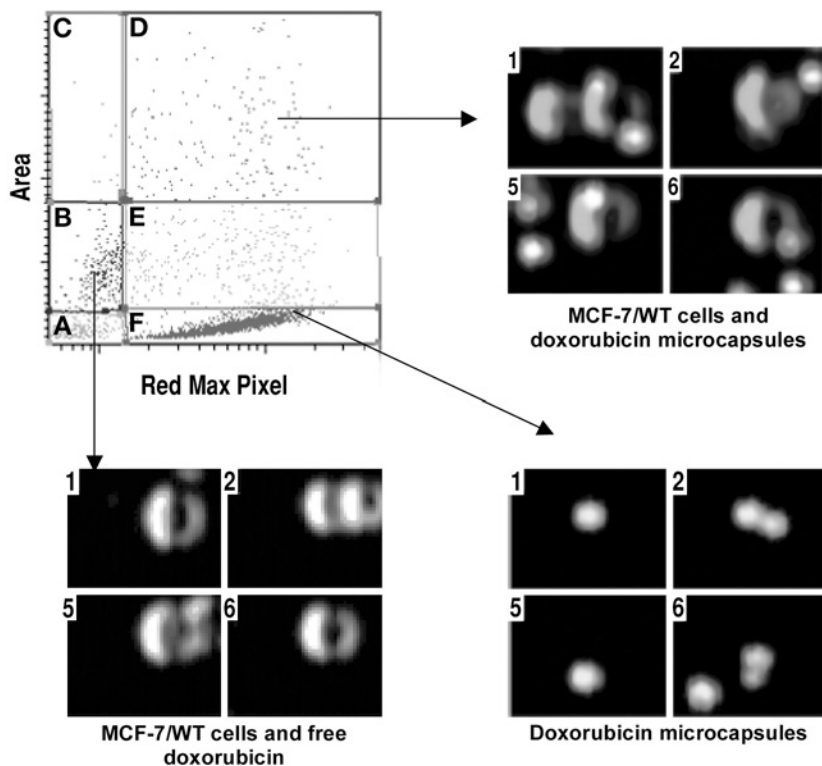 C D
1 2
Area
B E
5 6
A F
MCF-7/WT cells and
doxorubicin microcapsules
Red Max Pixel
1 2
1 2
5 6
5 6
MCF-7/WT cells and free
doxorubicin
Doxorubicin microcapsules